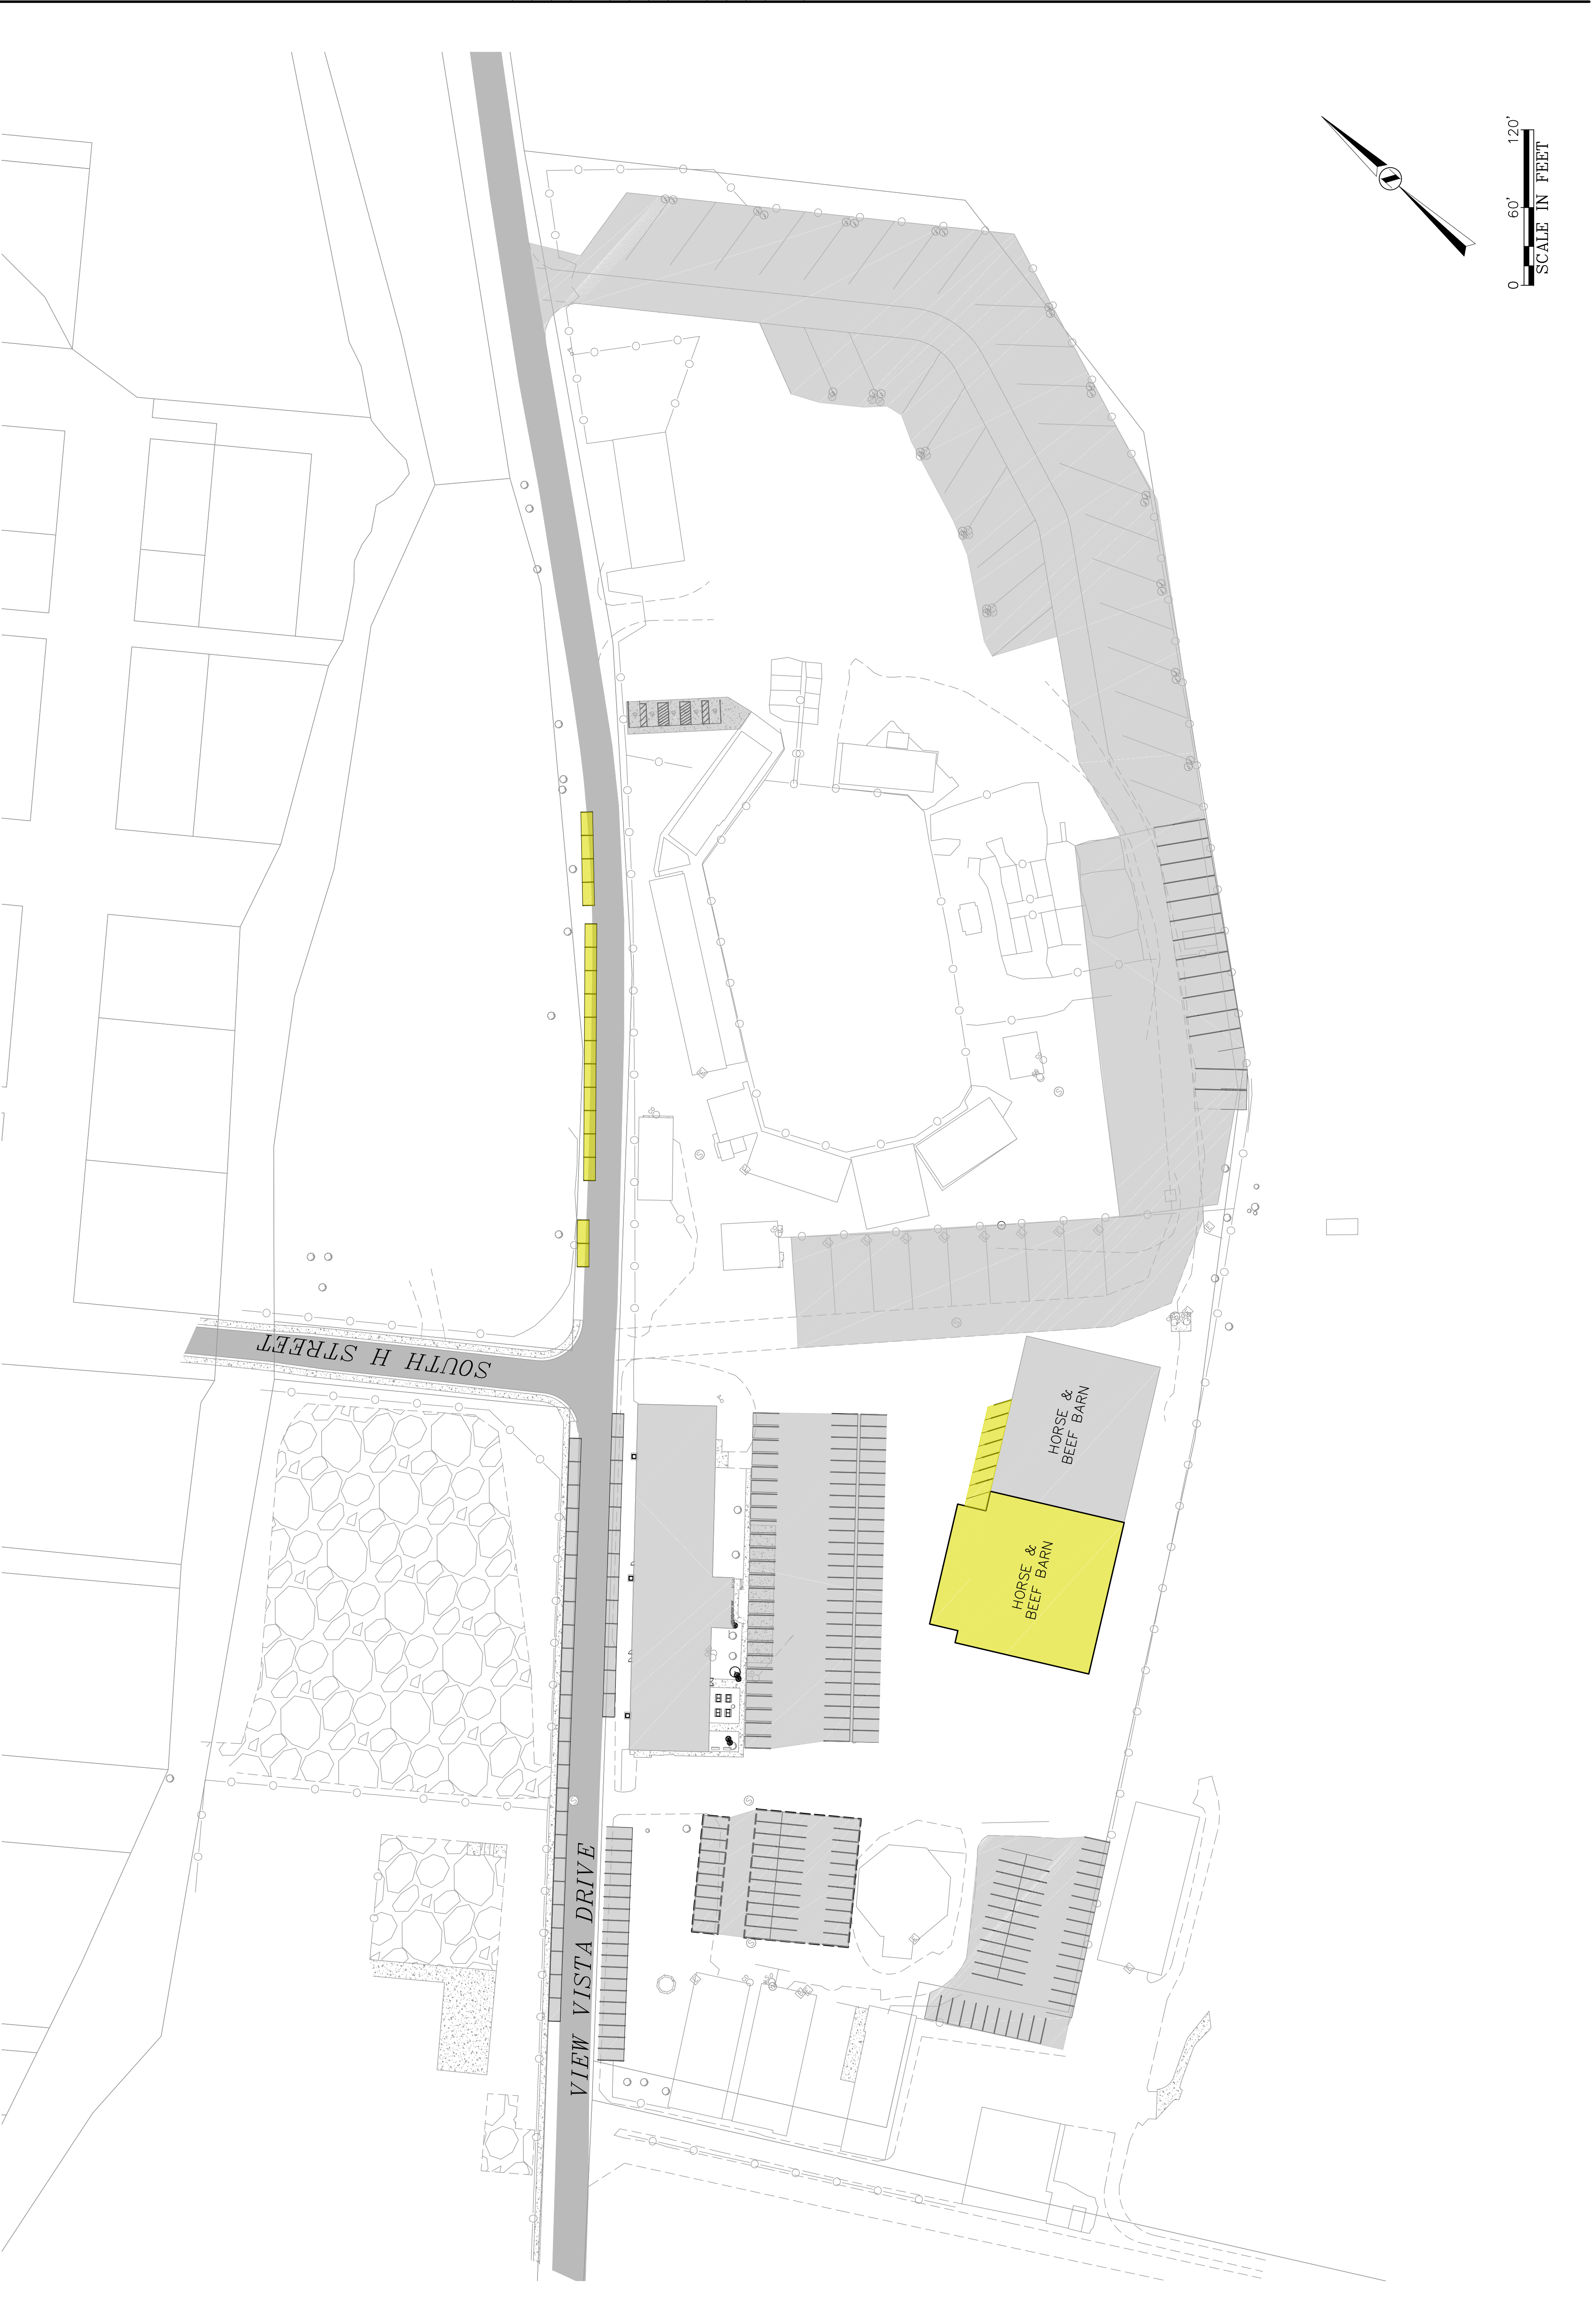 0 60' 120'
SCALE IN FEET
SOUTH H STREET
HORSE &
BEEF BARN
HORSE &
BEEF BARN
VIEW VISTA DRIVE